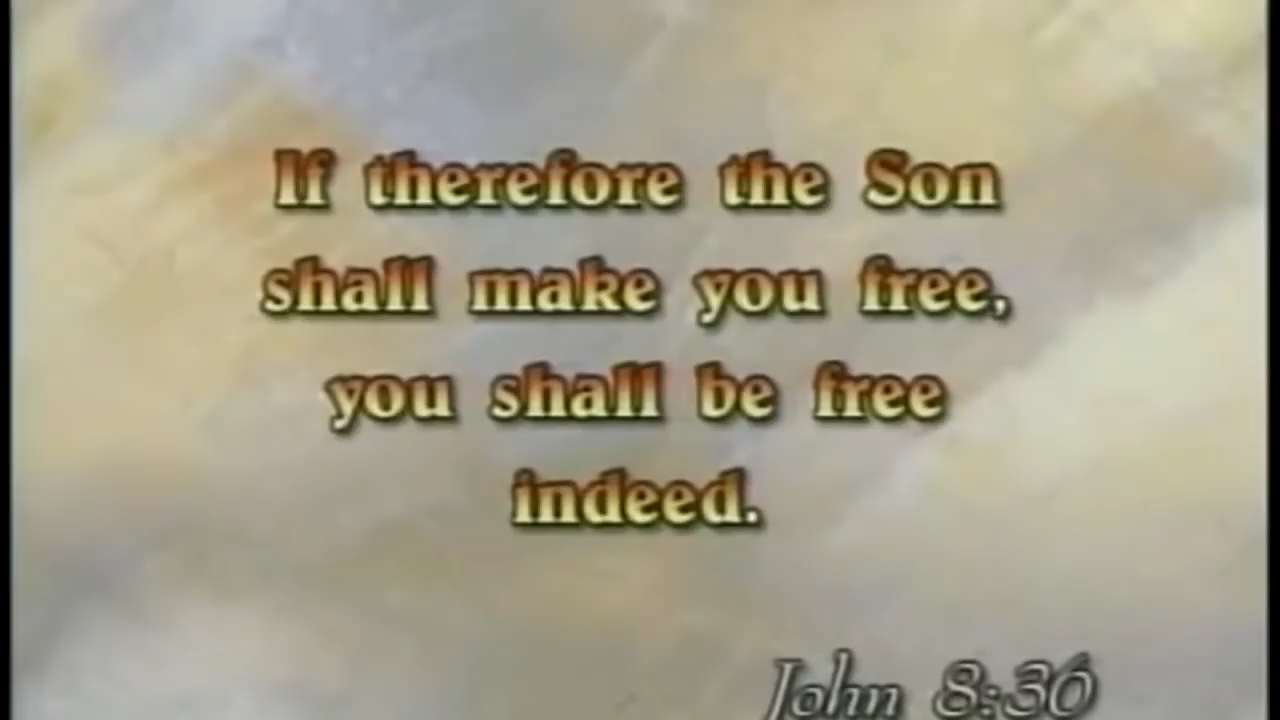 If therefore the Son
shall make you free,
you shall be free
indeed.
John 8:36